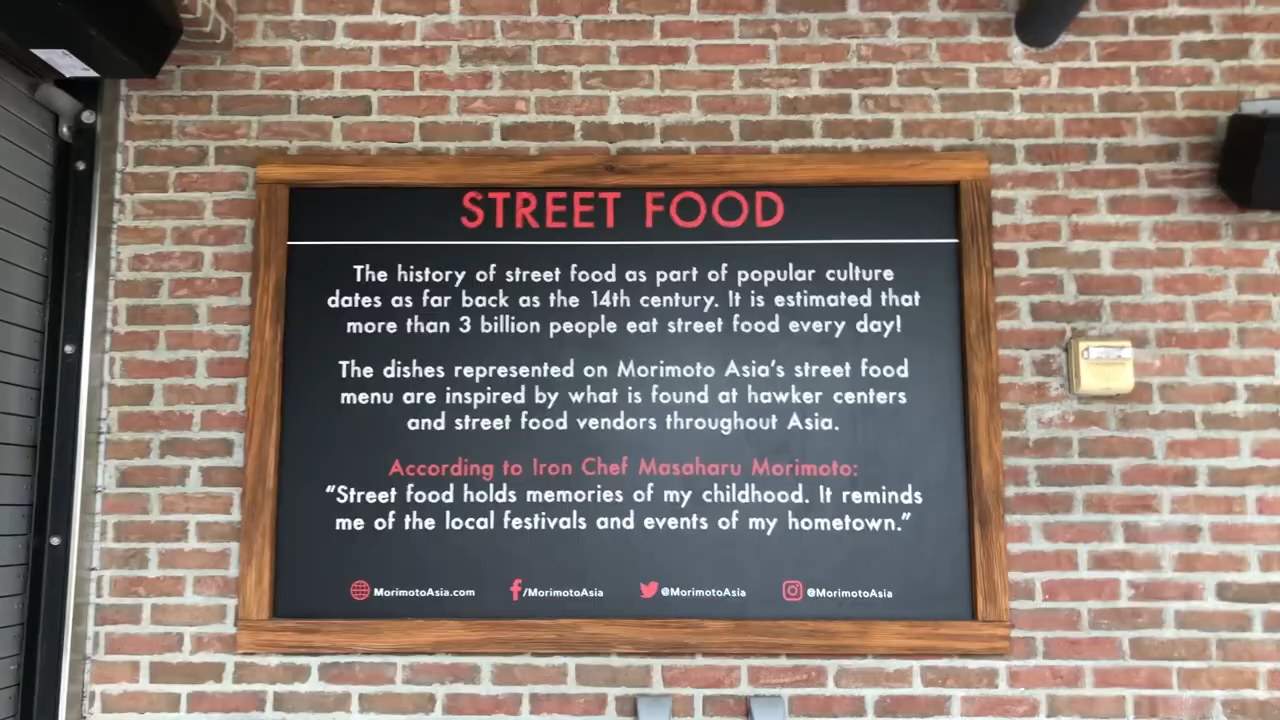 STREET FOOD
The history of street food as part of popular culture
dates as far back as the 14th century. It is estimated that
more than 3 billion people eat street food every day!
The dishes represented on Morimoto Asia's street food
menu are inspired by what is found at hawker centers
and street food vendors throughout Asia.
According to Iron Chef Masaharu Morimoto:
"Street food holds memories of my childhood. It reminds
me of the local festivals and events of my hometown."
MorimotoAsia.com
/MorimotoAsia
@MorimotoAsia
@MorimotoAsia